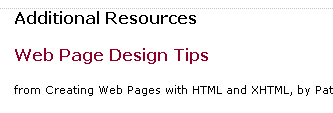 Additional Resources
Web Page Design Tips
from Creating Web Pages with HTML and XHTML, by Pat